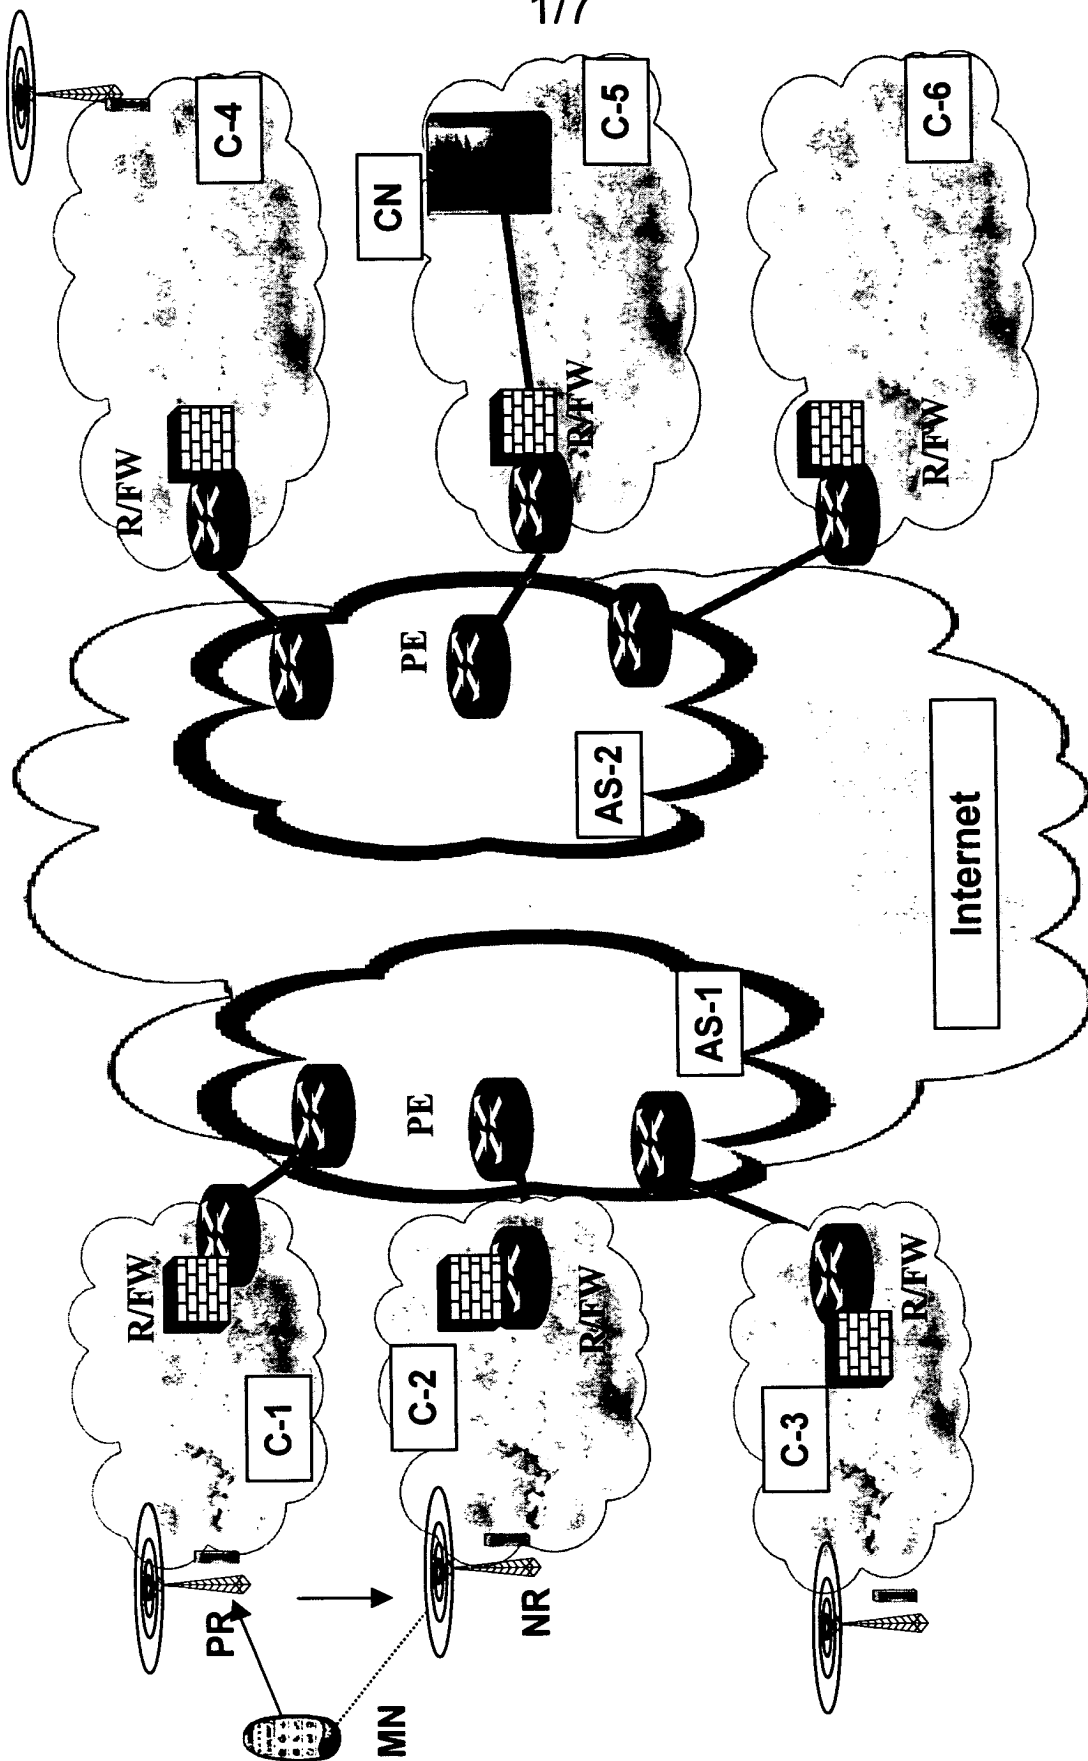 1/7
R/FW
C-4
CN
C-5
R/FW
C-6
R/FW
PE
AS-2
Internet
AS-1
PE
R/FW
C-1
C-2
R/FW
C-3
R/FW
PR
NR
MN